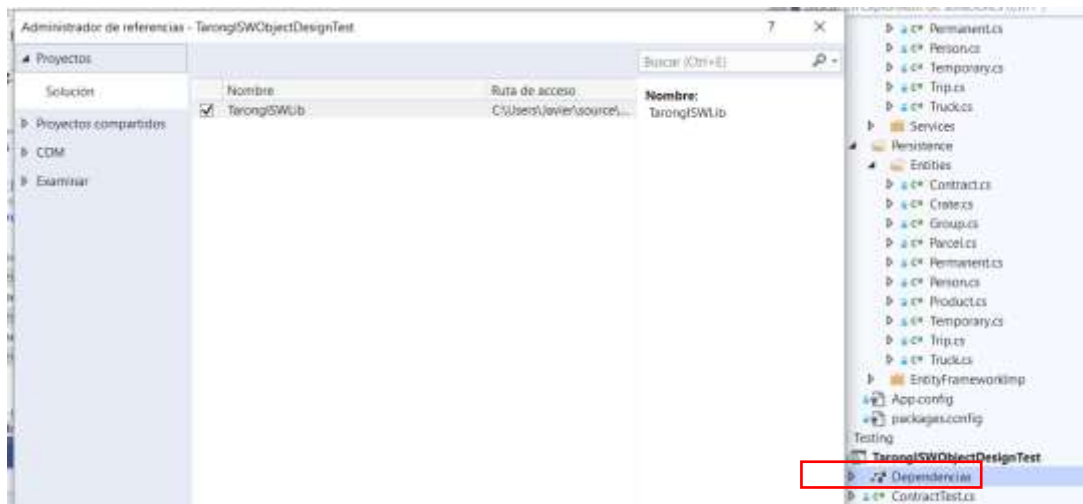 Administrador de referencias - TarongISWObjectDesignTest
? ×
Proyectos
Solución
Proyectos compartidos
COM
Examinar
Buscar (Ctrl+E)
Nombre Ruta de acceso
TarongISWLib C:\Users\Javier\source\...
Nombre:
TarongISWLib
Permanent.cs
Person.cs
Temporary.cs
Trip.cs
Truck.cs
Services
Persistence
Entities
Contract.cs
Crate.cs
Group.cs
Parcel.cs
Permanent.cs
Person.cs
Product.cs
Temporary.cs
Trip.cs
Truck.cs
EntityFrameworkImp
App.config
packages.config
Testing
TarongISWObjectDesignTest
Dependencias
ContractTest.cs